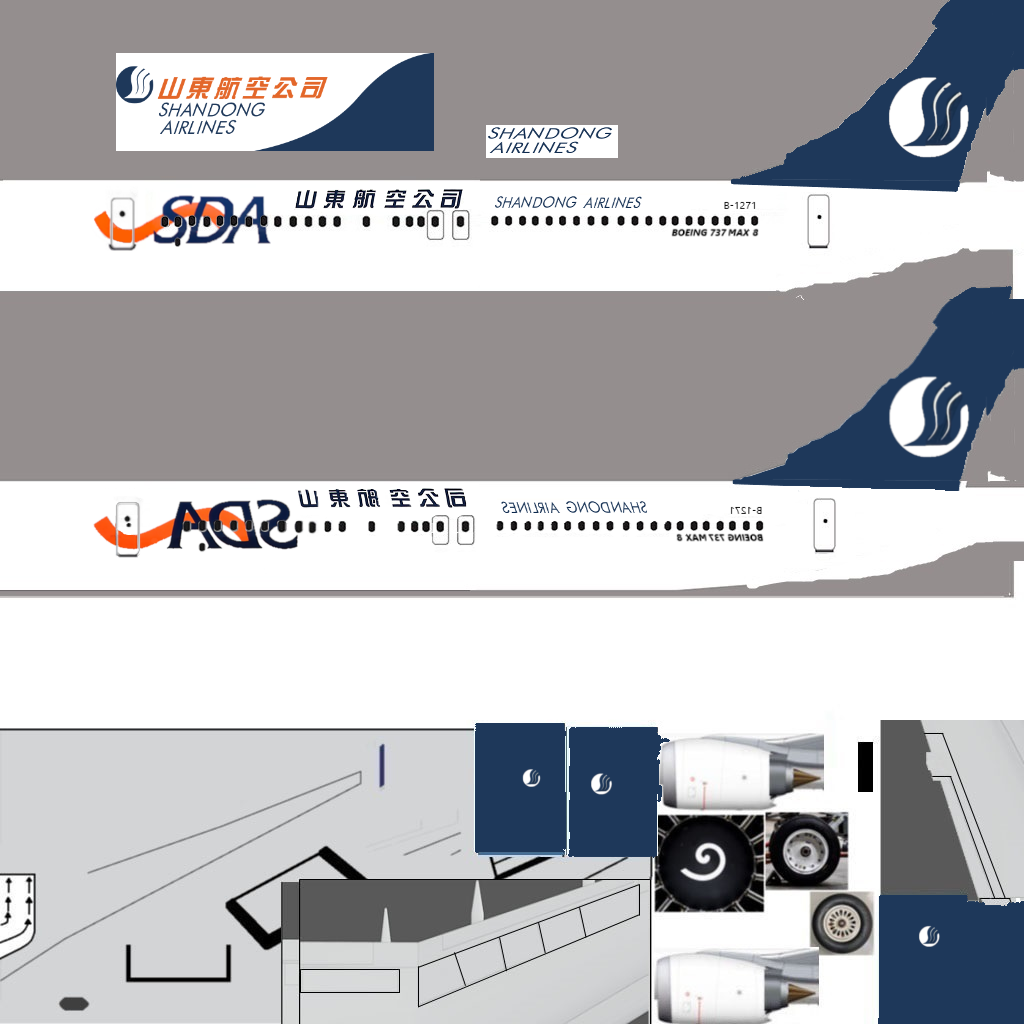 山東航空公司
SHANDONG
AIRLINES
SHANDONG
AIRLINES
SDA
山東航空公司
SHANDONG AIRLINES
B-1271
BOEING 737 MAX 8
SDA
山東航空公司
SHANDONG AIRLINES
B-1271
BOEING 737 MAX 8